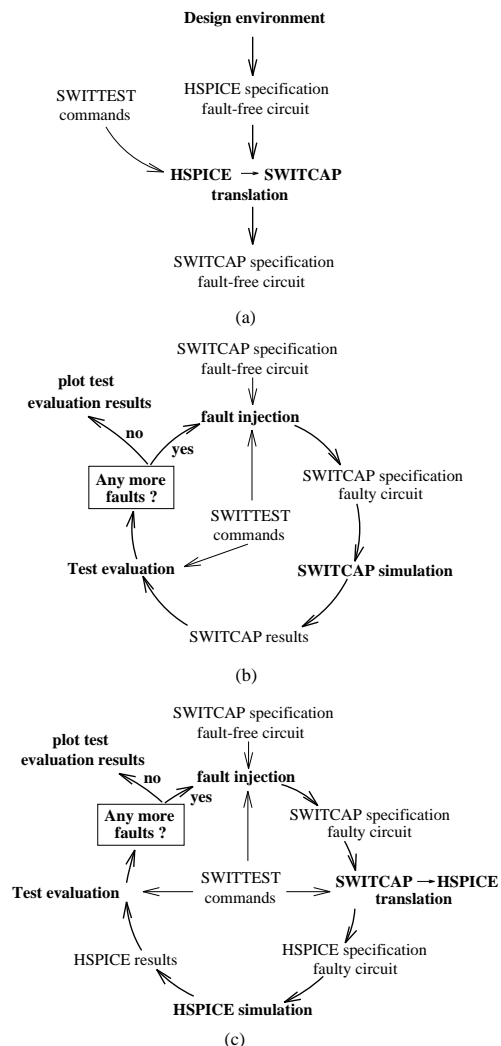 Design environment
HSPICE specification
fault-free circuit
SWITTEST
commands
HSPICE → SWITCAP
translation
SWITCAP specification
fault-free circuit
(a)
SWITCAP specification
fault-free circuit
plot test
evaluation results
fault injection
no
yes
Any more
faults ?
SWITCAP specification
faulty circuit
SWITTEST
commands
Test evaluation
SWITCAP simulation
SWITCAP results
(b)
SWITCAP specification
fault-free circuit
plot test
evaluation results
fault injection
no
yes
Any more
faults ?
SWITCAP specification
faulty circuit
SWITTEST
commands
Test evaluation
SWITCAP → HSPICE
translation
HSPICE results
HSPICE specification
faulty circuit
HSPICE simulation
(c)